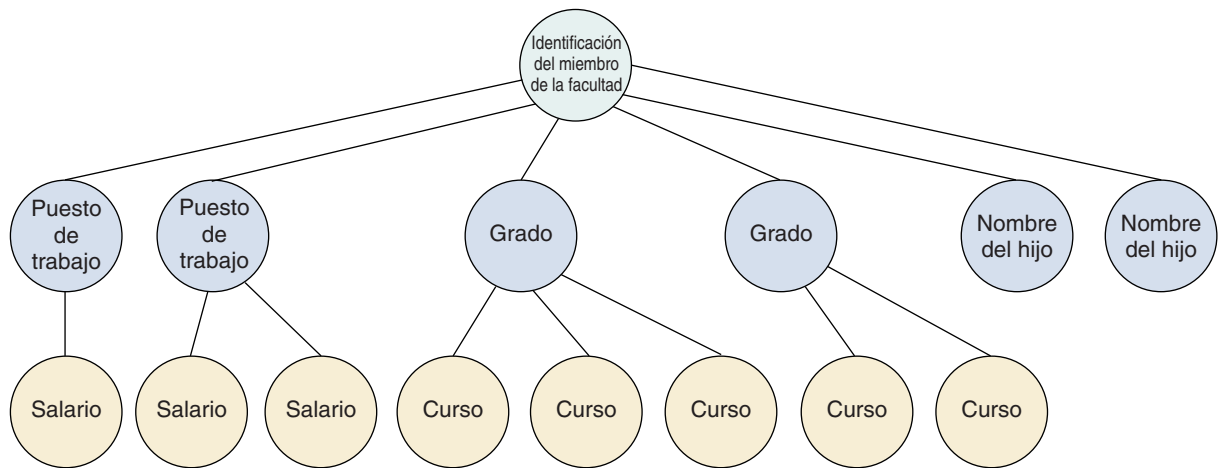 Identificación
del miembro
de la facultad
Puesto
de
trabajo
Puesto
de
trabajo
Grado
Grado
Nombre
del hijo
Nombre
del hijo
Salario
Salario
Salario
Curso
Curso
Curso
Curso
Curso